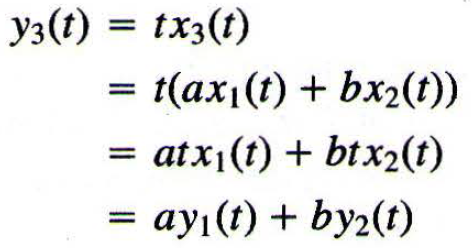 y₃(t) = tx₃(t)
= t(ax₁(t) + bx₂(t))
= atx₁(t) + btx₂(t)
= ay₁(t) + by₂(t)